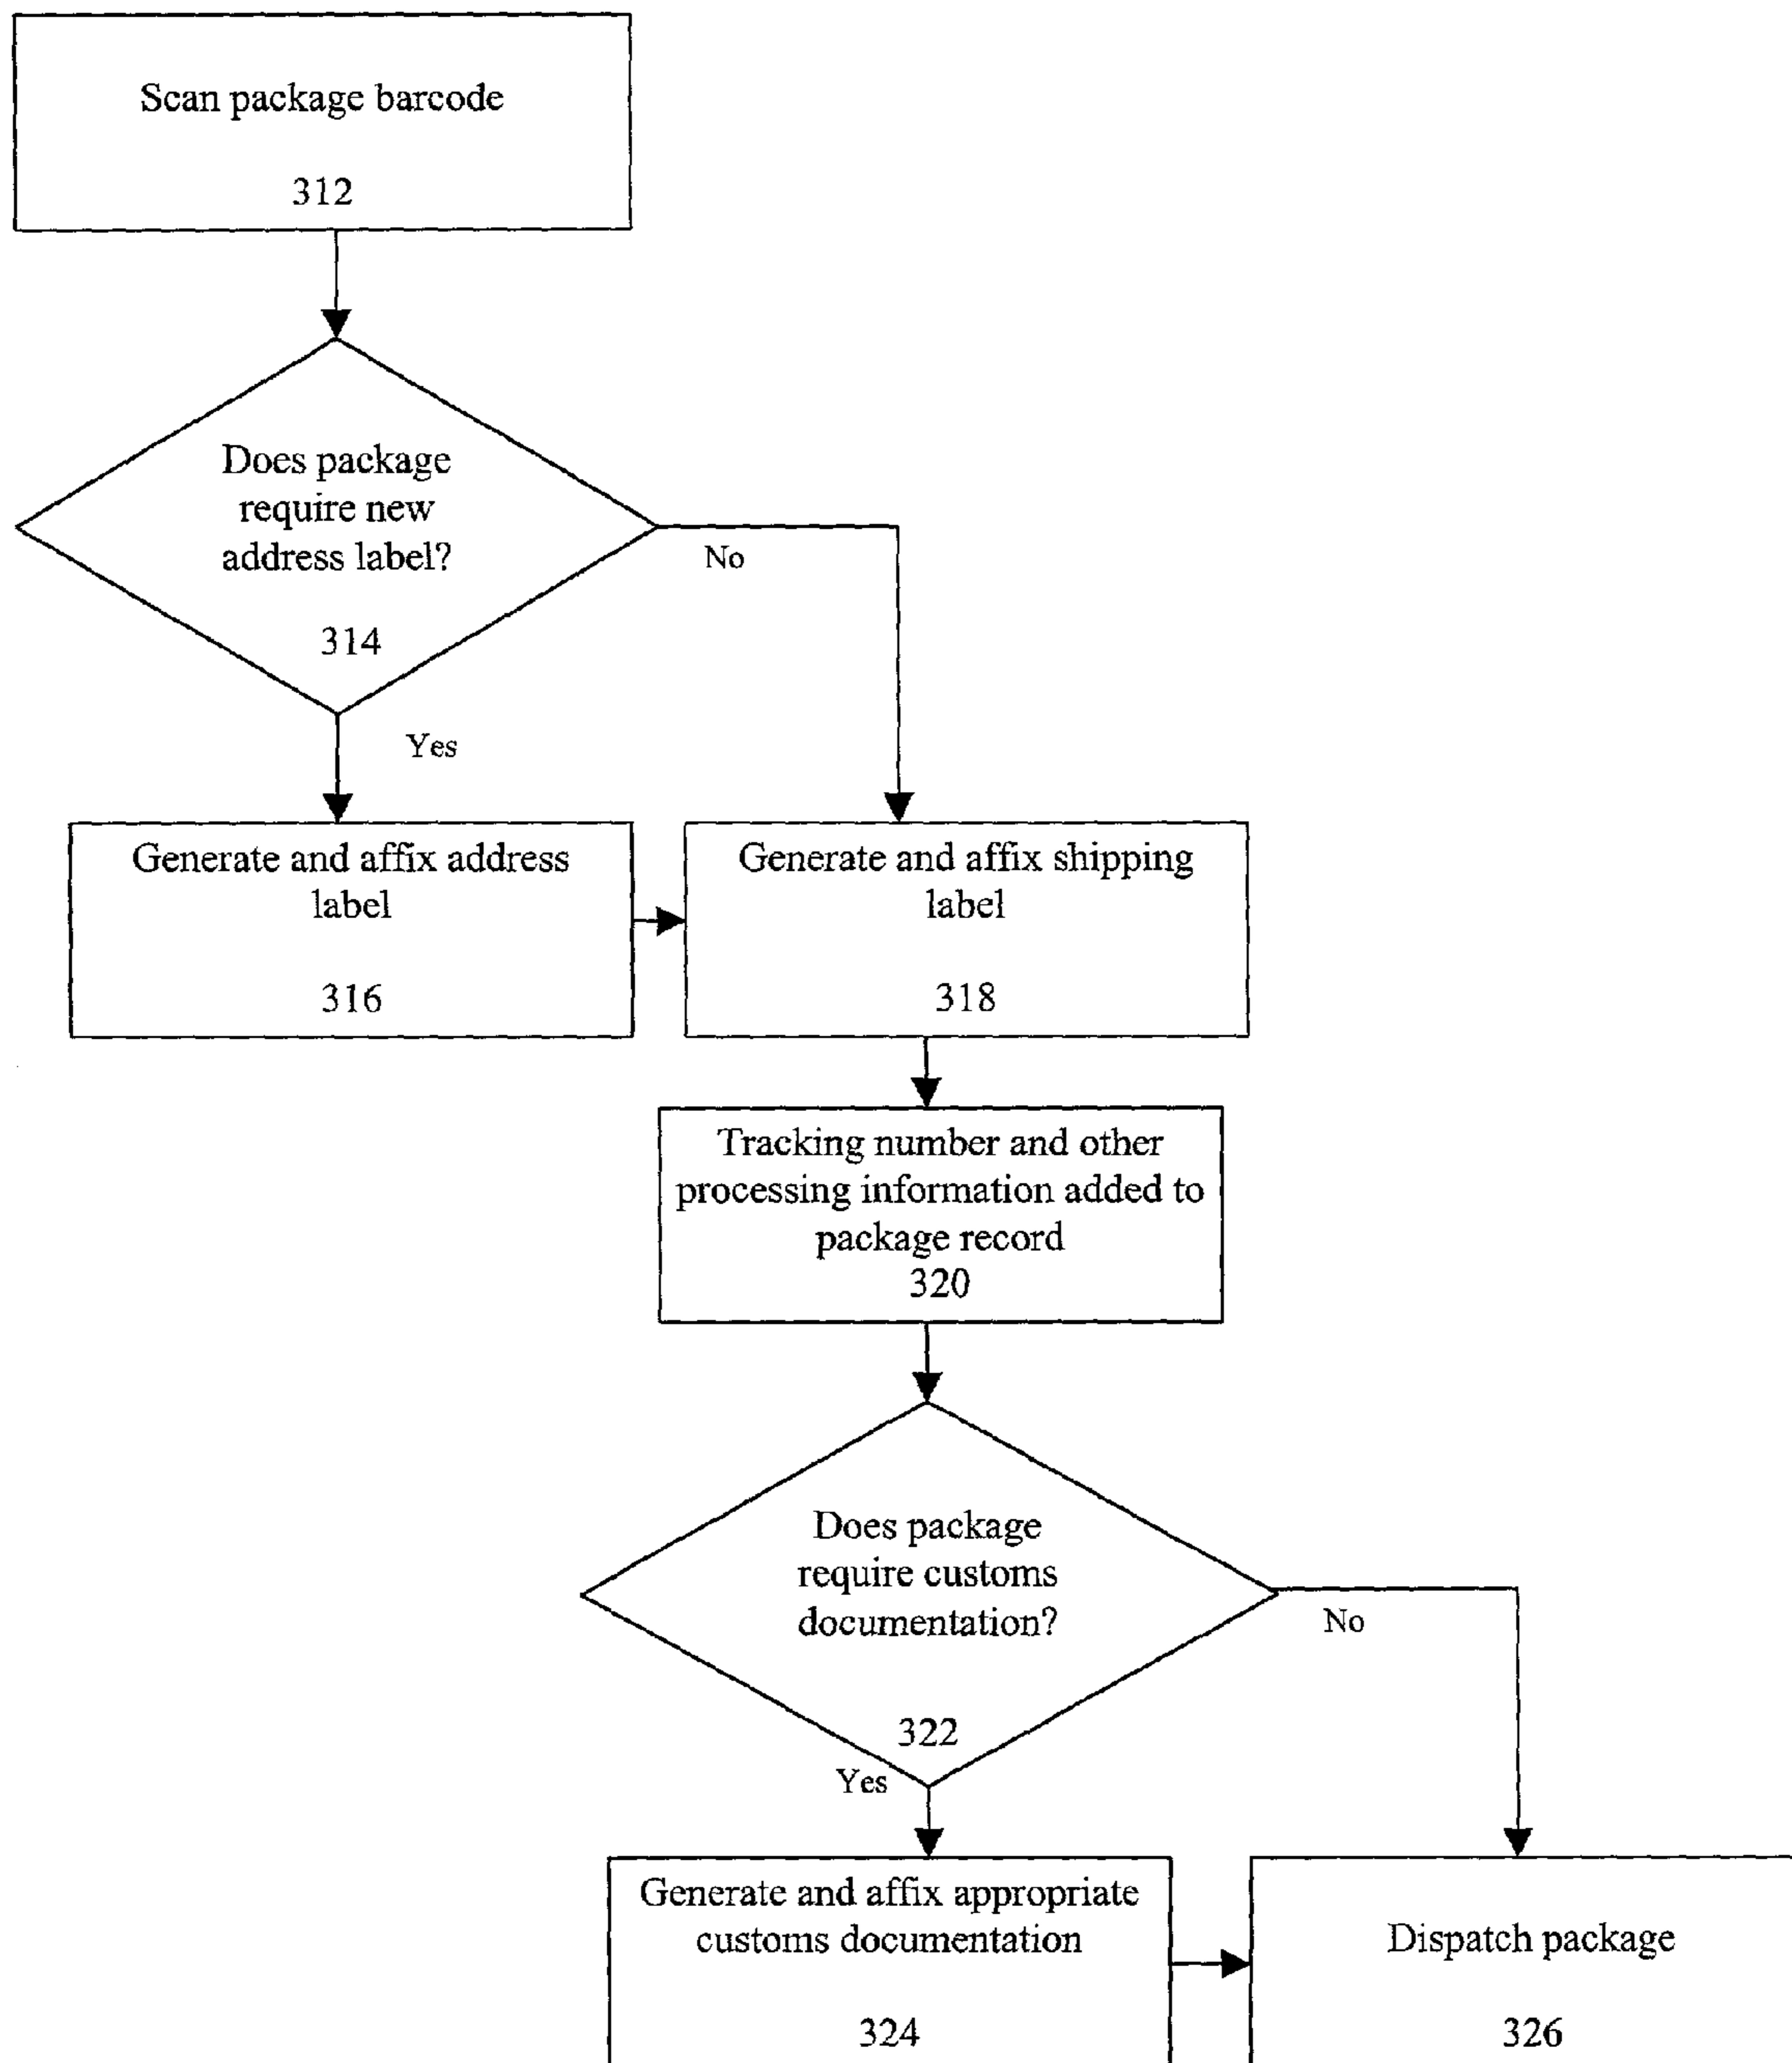 Scan package barcode
312
Does package
require new
address label?
314
No
Yes
Generate and affix address
label
316
Generate and affix shipping
label
318
Tracking number and other
processing information added to
package record
320
Does package
require customs
documentation?
322
No
Yes
Generate and affix appropriate
customs documentation
324
Dispatch package
326